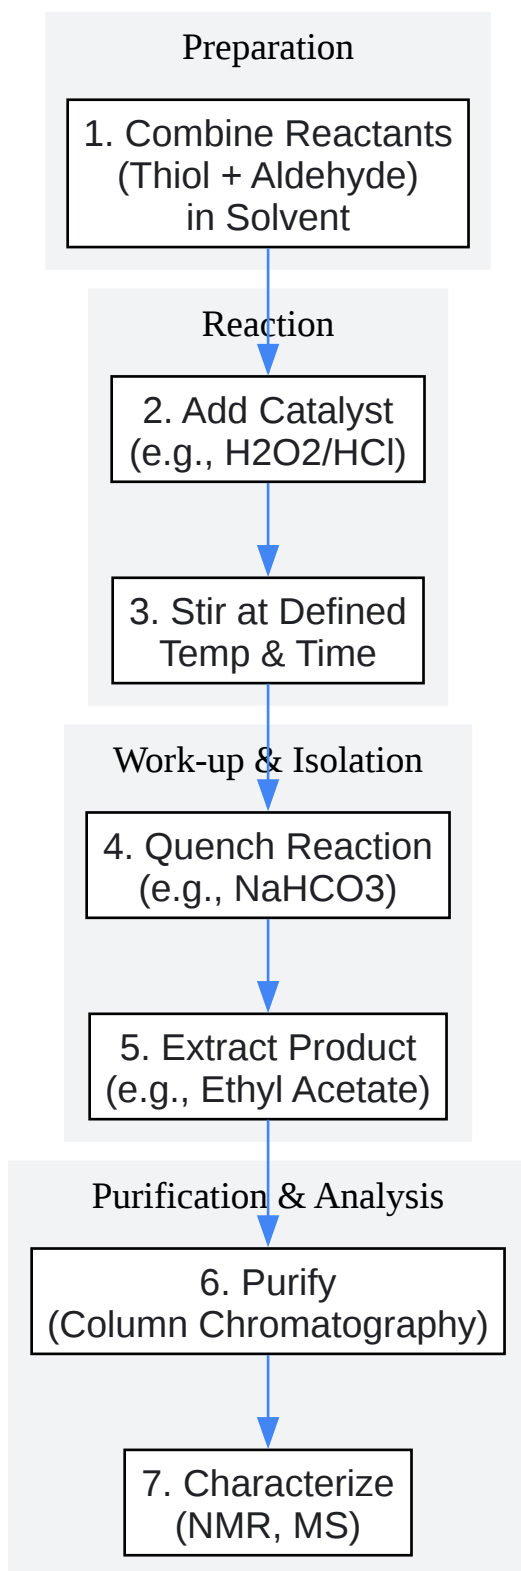 Preparation
1. Combine Reactants
(Thiol + Aldehyde)
in Solvent
Reaction
2. Add Catalyst
(e.g., H2O2/HCl)
3. Stir at Defined
Temp & Time
Work-up & Isolation
4. Quench Reaction
(e.g., NaHCO3)
5. Extract Product
(e.g., Ethyl Acetate)
Purification & Analysis
6. Purify
(Column Chromatography)
7. Characterize
(NMR, MS)